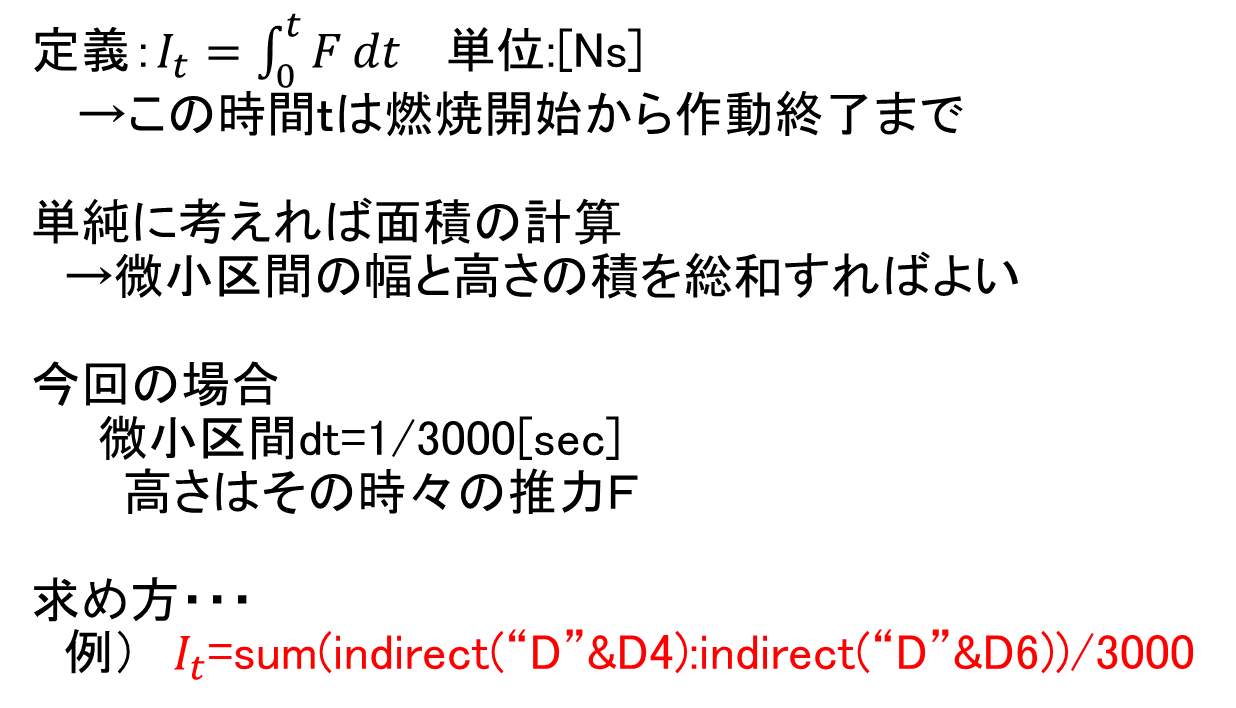 定義:I_t = ∫_0^t F dt 単位:[Ns]
→この時間tは燃焼開始から作動終了まで
単純に考えれば面積の計算
→微小区間の幅と高さの積を総和すればよい
今回の場合
微小区間dt=1/3000[sec]
高さはその時々の推力F
求め方・・・
例) I_t=sum(indirect(“D”&D4):indirect(“D”&D6))/3000